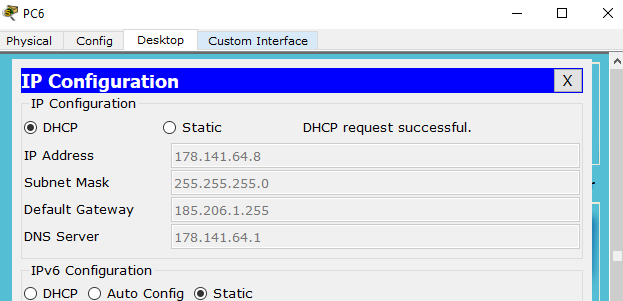 PC6
Physical Config Desktop Custom Interface
IP Configuration X
IP Configuration
DHCP Static DHCP request successful.
IP Address 178.141.64.8
Subnet Mask 255.255.255.0
Default Gateway 185.206.1.255
DNS Server 178.141.64.1
IPv6 Configuration
DHCP Auto Config Static